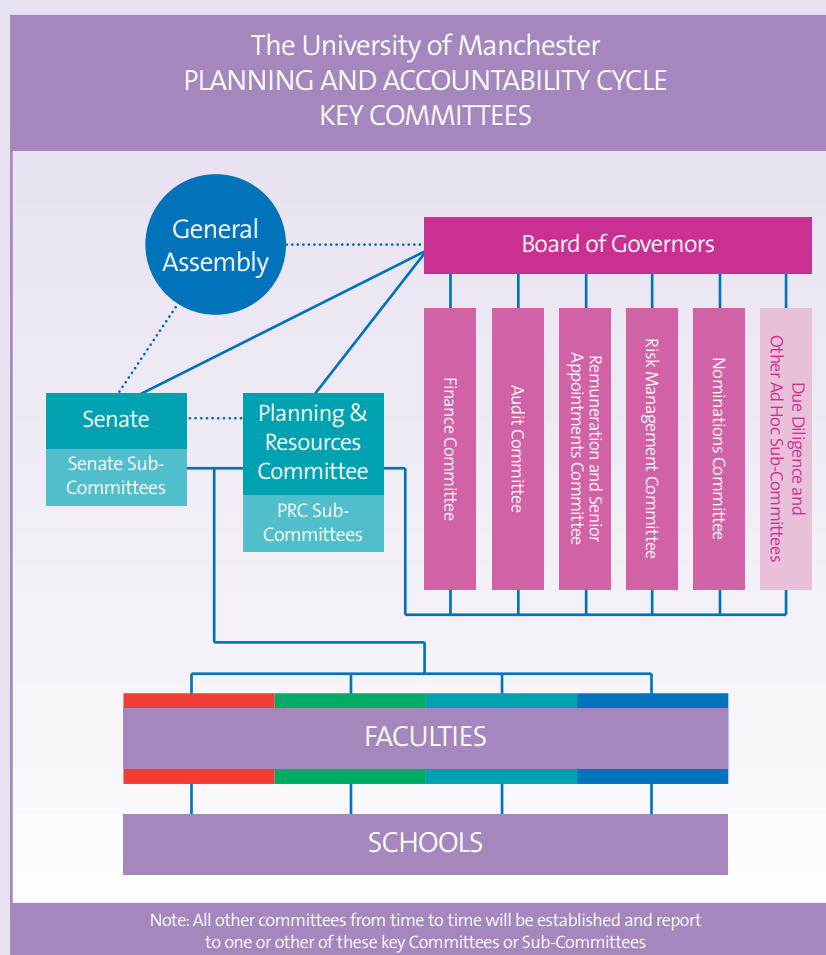 The University of Manchester
PLANNING AND ACCOUNTABILITY CYCLE
KEY COMMITTEES
General
Assembly
Board of Governors
Finance Committee
Audit Committee
Remuneration and Senior
Appointments Committee
Risk Management Committee
Nominations Committee
Due Diligence and
Other Ad Hoc Sub-Committees
Senate
Senate Sub-
Committees
Planning &
Resources
Committee
PRC Sub-
Committees
FACULTIES
SCHOOLS
Note: All other committees from time to time will be established and report
to one or other of these key Committees or Sub-Committees